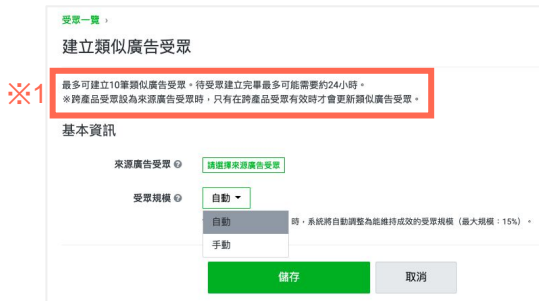 受眾一覽 ›
建立類似廣告受眾
※1
最多可建立10筆類似廣告受眾。待受眾建立完畢最多可能需要約24小時。
※跨產品受眾設為來源廣告受眾時，只有在跨產品受眾有效時才會更新類似廣告受眾。
基本資訊
來源廣告受眾 ?
請選擇來源廣告受眾
受眾規模 ?
自動
自動
時，系統將自動調整為能維持成效的受眾規模（最大規模：15%）。
手動
儲存
取消